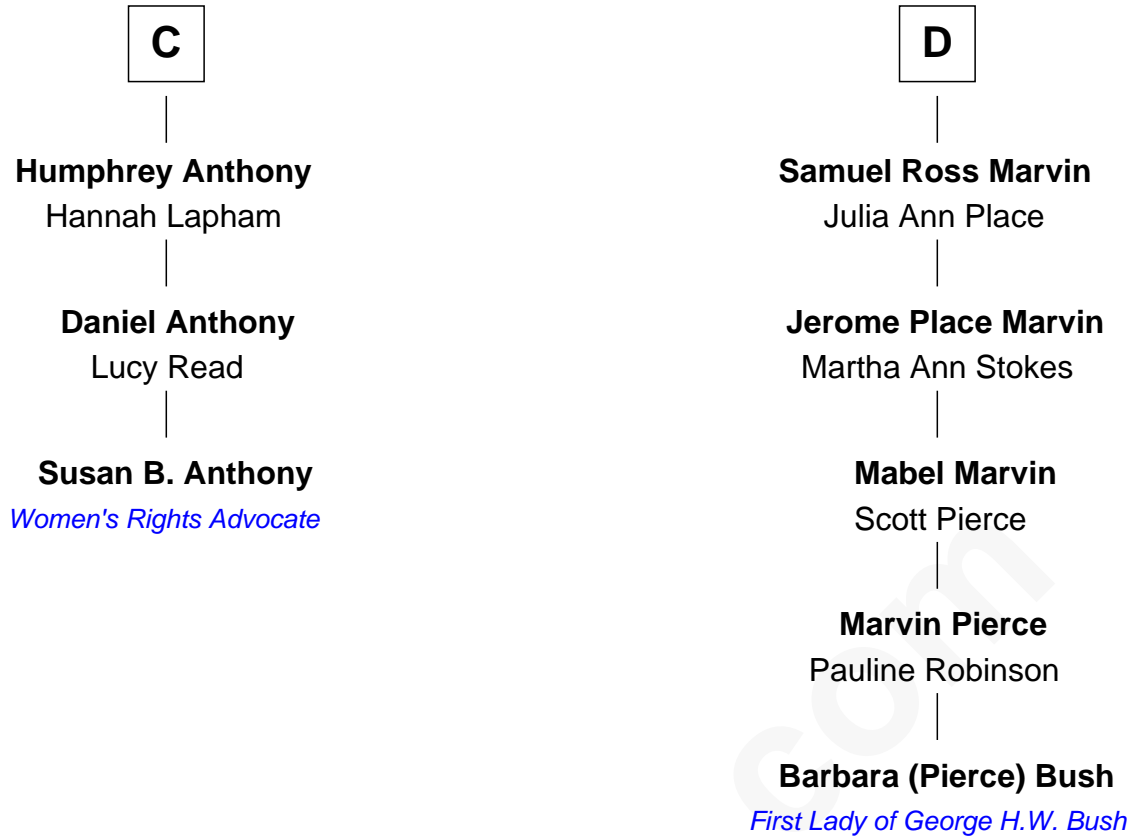 C
Humphrey Anthony
Hannah Lapham
Daniel Anthony
Lucy Read
Susan B. Anthony
Women's Rights Advocate
D
Samuel Ross Marvin
Julia Ann Place
Jerome Place Marvin
Martha Ann Stokes
Mabel Marvin
Scott Pierce
Marvin Pierce
Pauline Robinson
Barbara (Pierce) Bush
First Lady of George H.W. Bush
com